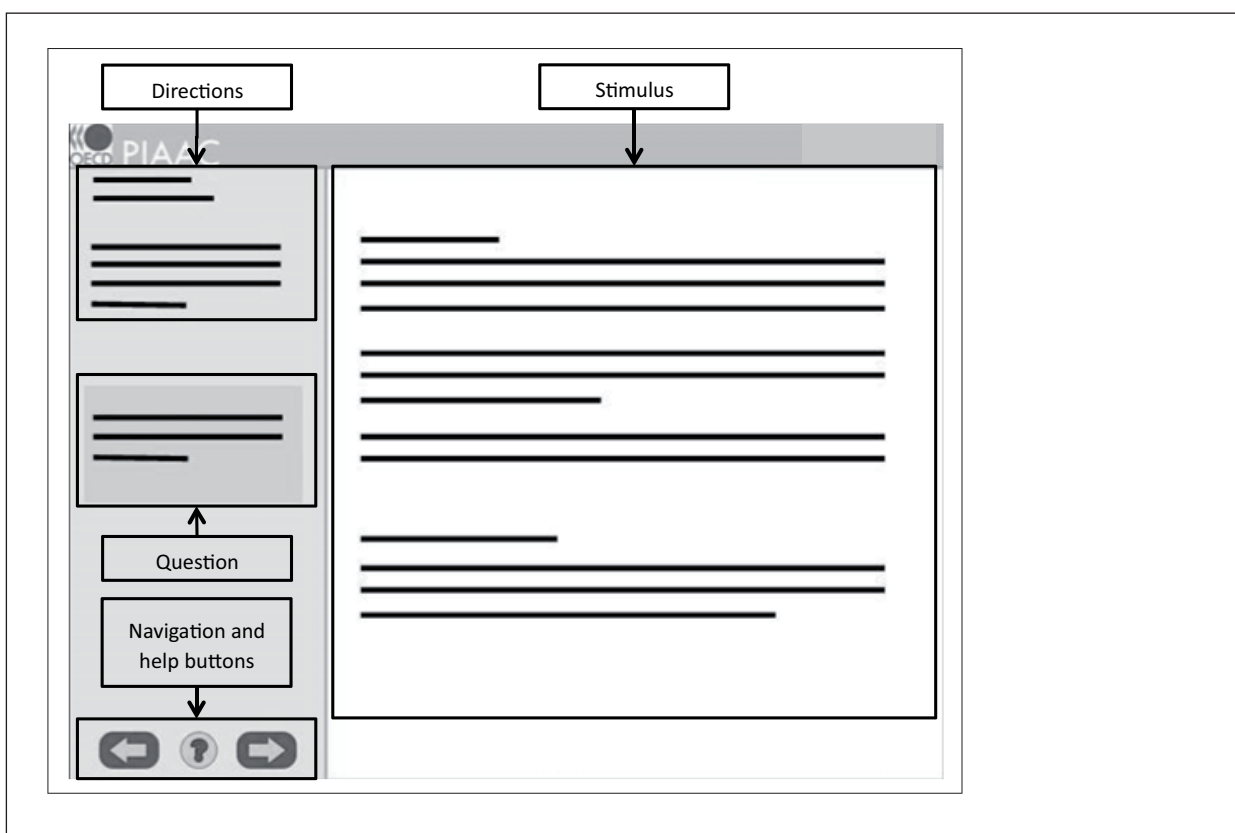 Directions
Stimulus
OECD PIAAC
Question
Navigation and
help buttons
?